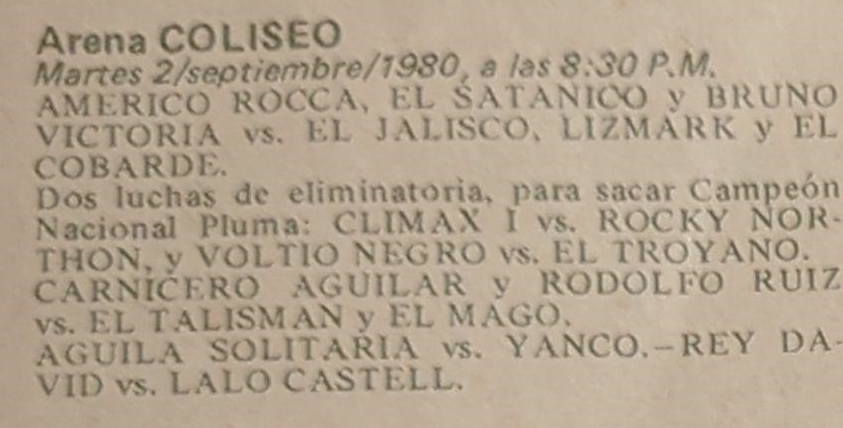 Arena COLISEO
Martes 2/septiembre/1980, a las 8:30 P.M.
AMERICO ROCCA, EL SATANICO y BRUNO
VICTORIA vs. EL JALISCO, LIZMARK y EL
COBARDE.
Dos luchas de eliminatoria, para sacar Campeón
Nacional Pluma: CLIMAX I vs. ROCKY NOR-
THON, y VOLTIO NEGRO vs. EL TROYANO.
CARNICERO AGUILAR y RODOLFO RUIZ
vs. EL TALISMAN y EL MAGO.
AGUILA SOLITARIA vs. YANCO.-REY DA-
VID vs. LALO CASTELL.